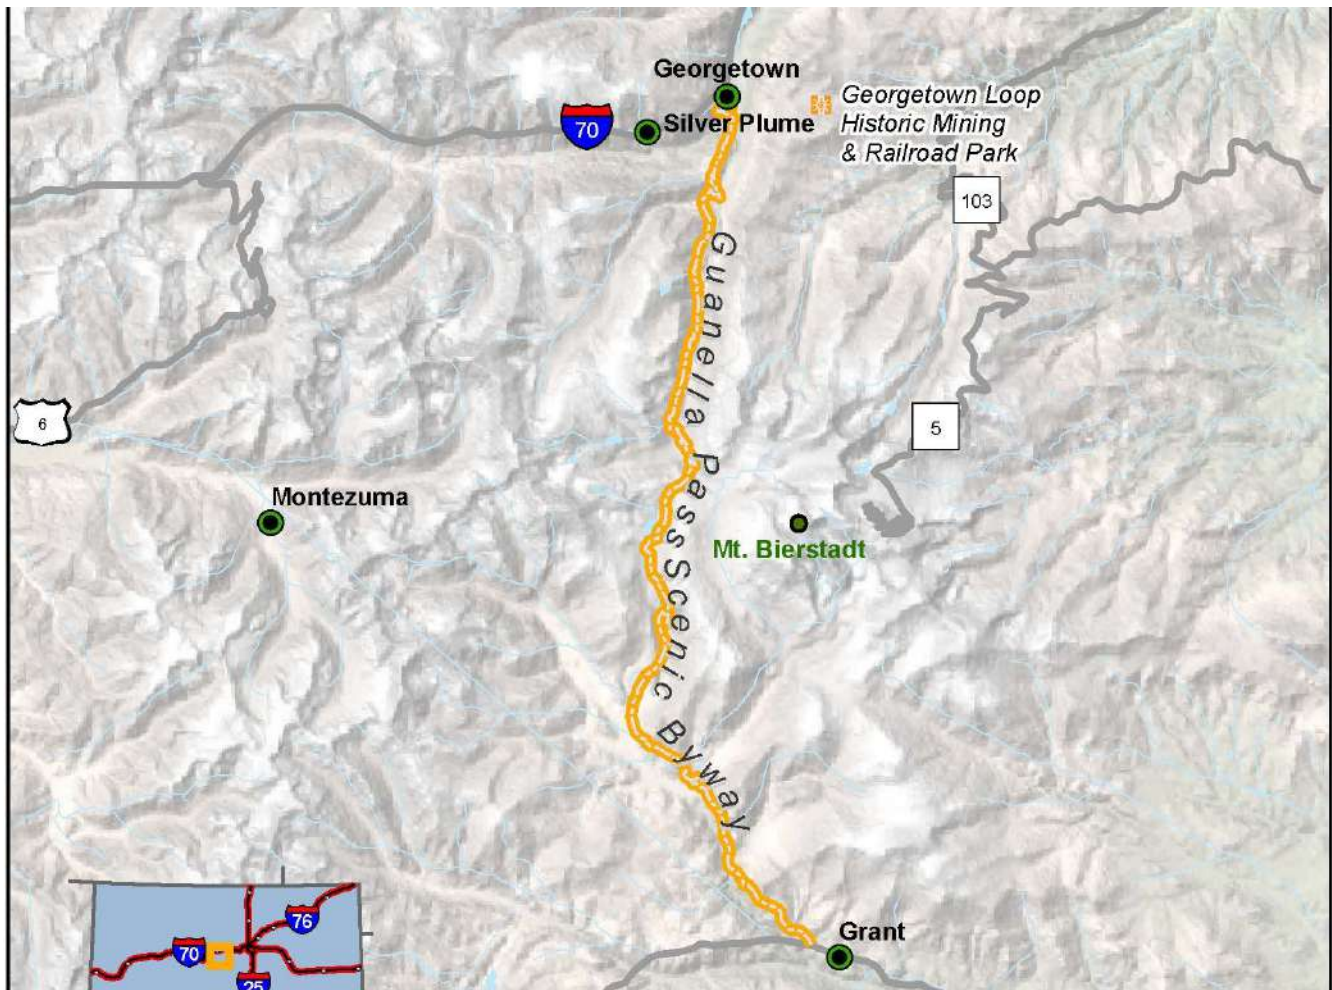 Georgetown
Georgetown Loop
Historic Mining
& Railroad Park
70
Silver Plume
103
Guanella Pass Scenic Byway
6
5
Montezuma
Mt. Bierstadt
76
70
25
Grant